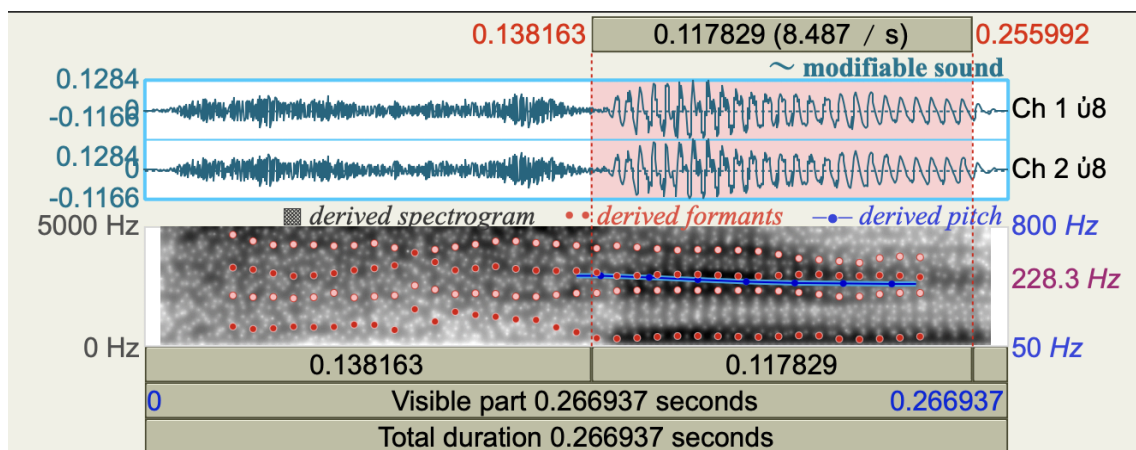 0.138163 0.117829 (8.487 / s) 0.255992
~ modifiable sound
0.1284
0
-0.1166
Ch 1 ủ8
0.1284
0
-0.1166
Ch 2 ủ8
derived spectrogram derived formants derived pitch
5000 Hz 800 Hz
228.3 Hz
0 Hz 50 Hz
0.138163 0.117829
0 Visible part 0.266937 seconds 0.266937
Total duration 0.266937 seconds